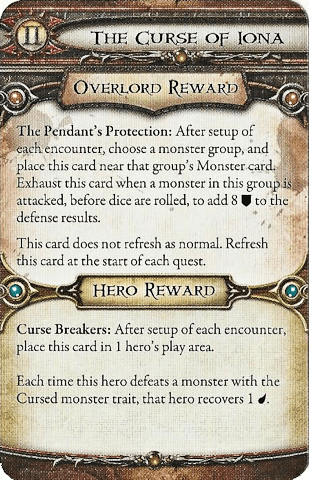 II
The Curse of Iona
Overlord Reward
The Pendant's Protection: After setup of
each encounter, choose a monster group, and
place this card near that group's Monster card.
Exhaust this card when a monster in this group is
attacked, before dice are rolled, to add 8 to the
defense results.
This card does not refresh as normal. Refresh
this card at the start of each quest.
Hero Reward
Curse Breakers: After setup of each encounter,
place this card in 1 hero's play area.
Each time this hero defeats a monster with the
Cursed monster trait, that hero recovers 1 .